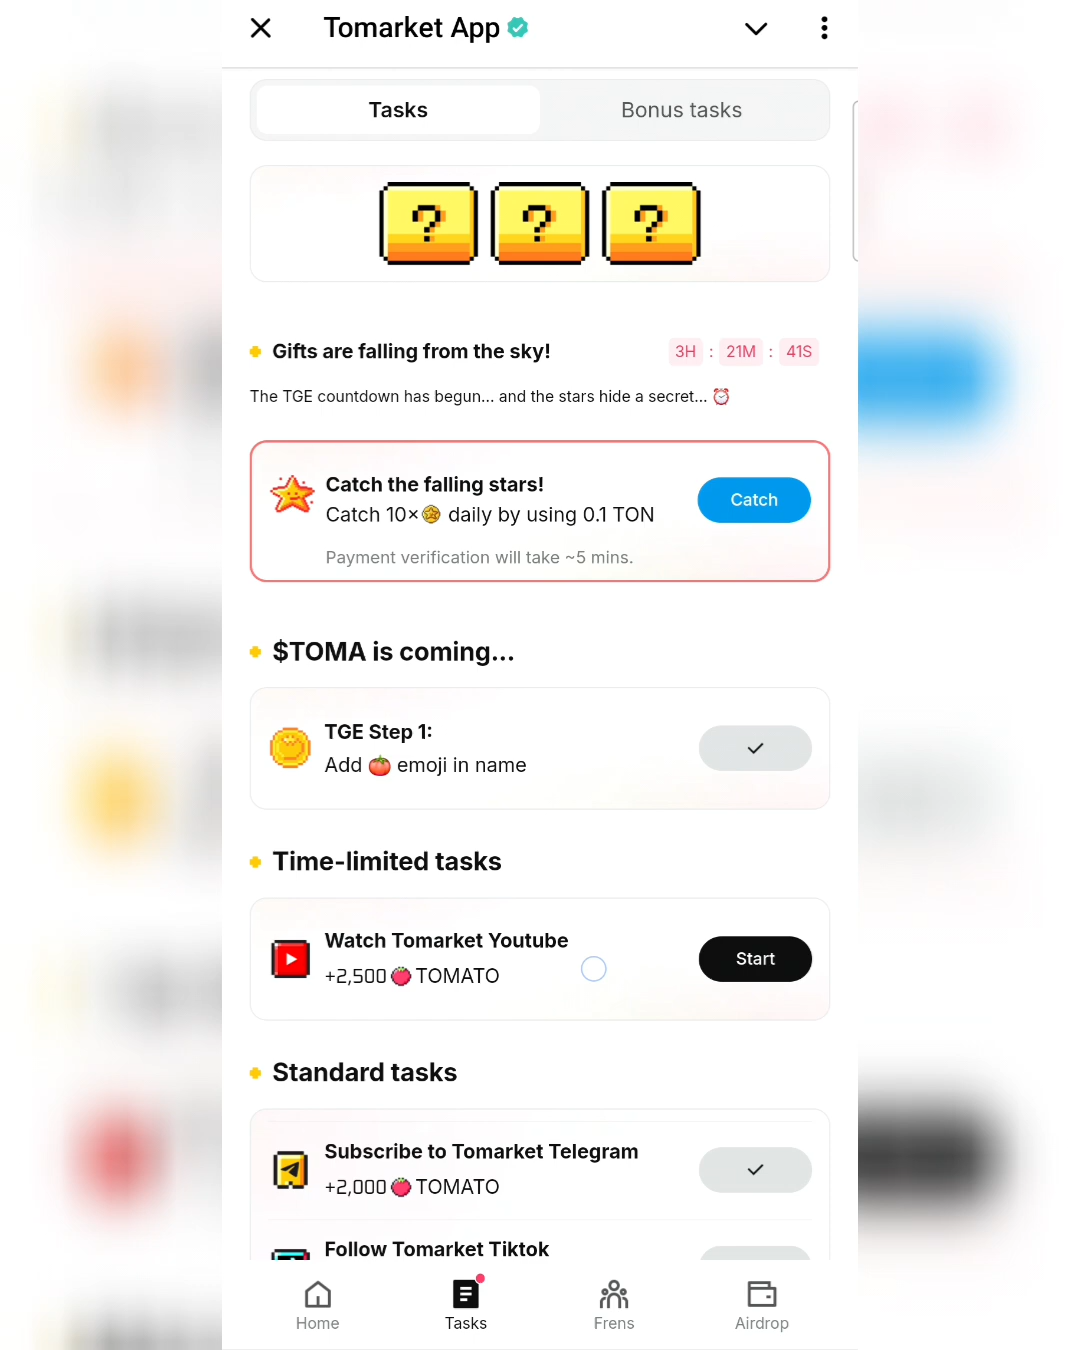 Tomarket App
Tasks
Bonus tasks
? ? ?
Gifts are falling from the sky!
3H : 21M : 41S
The TGE countdown has begun... and the stars hide a secret... ⏰
Catch the falling stars!
Catch 10× daily by using 0.1 TON
Catch
Payment verification will take ~5 mins.
$TOMA is coming...
TGE Step 1:
Add 🍅 emoji in name
Time-limited tasks
Watch Tomarket Youtube
+2,500 🍅 TOMATO
Start
Standard tasks
Subscribe to Tomarket Telegram
+2,000 🍅 TOMATO
Follow Tomarket Tiktok
Home
Tasks
Frens
Airdrop